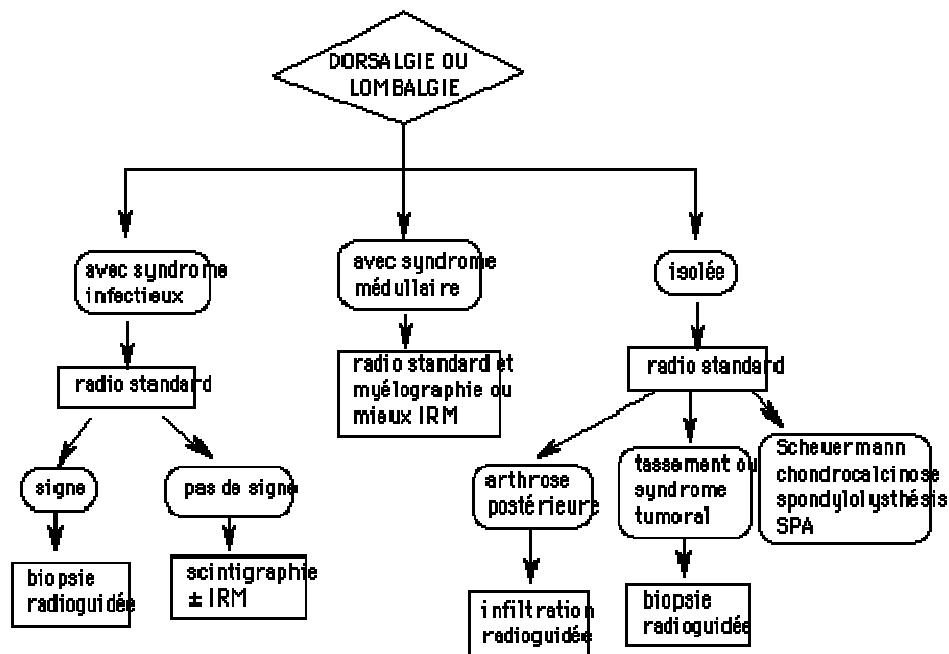 DORSALGIE OU
LOMBALGIE
avec syndrome
infectieux
avec syndrome
médullaire
isolée
radio standard
radio standard et
myélographie ou
mieux IRM
radio standard
signe
pas de signe
arthrose
postérieure
tassement ou
syndrome
tumoral
Scheuermann
chondrocalcinose
spondylolysthésis
SPA
biopsie
radioguidée
scintigraphie
± IRM
infiltration
radioguidée
biopsie
radioguidée